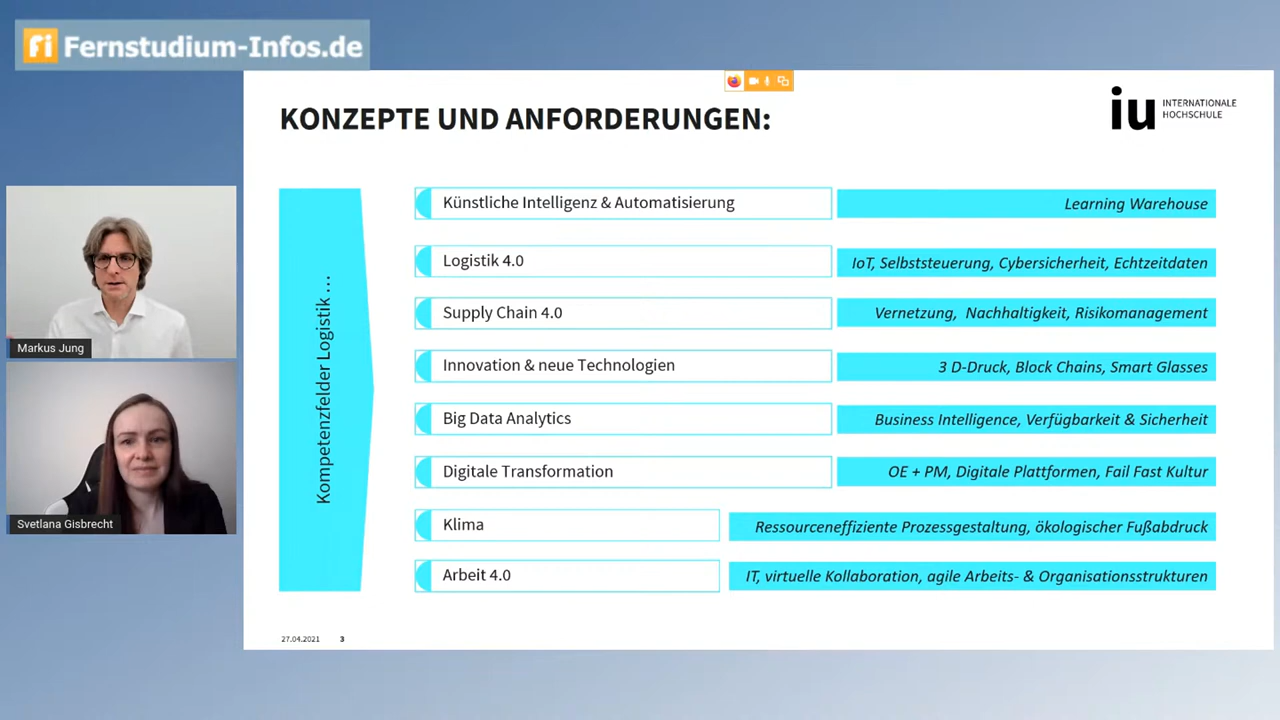 fi Fernstudium-Infos.de
KONZEPTE UND ANFORDERUNGEN:
iu INTERNATIONALE
HOCHSCHULE
Markus Jung
Svetlana Gisbrecht
Kompetenzfelder Logistik ...
Künstliche Intelligenz & Automatisierung
Learning Warehouse
Logistik 4.0
IoT, Selbststeuerung, Cybersicherheit, Echtzeitdaten
Supply Chain 4.0
Vernetzung, Nachhaltigkeit, Risikomanagement
Innovation & neue Technologien
3 D-Druck, Block Chains, Smart Glasses
Big Data Analytics
Business Intelligence, Verfügbarkeit & Sicherheit
Digitale Transformation
OE + PM, Digitale Plattformen, Fail Fast Kultur
Klima
Ressourceneffiziente Prozessgestaltung, ökologischer Fußabdruck
Arbeit 4.0
IT, virtuelle Kollaboration, agile Arbeits- & Organisationsstrukturen
27.04.2021 3